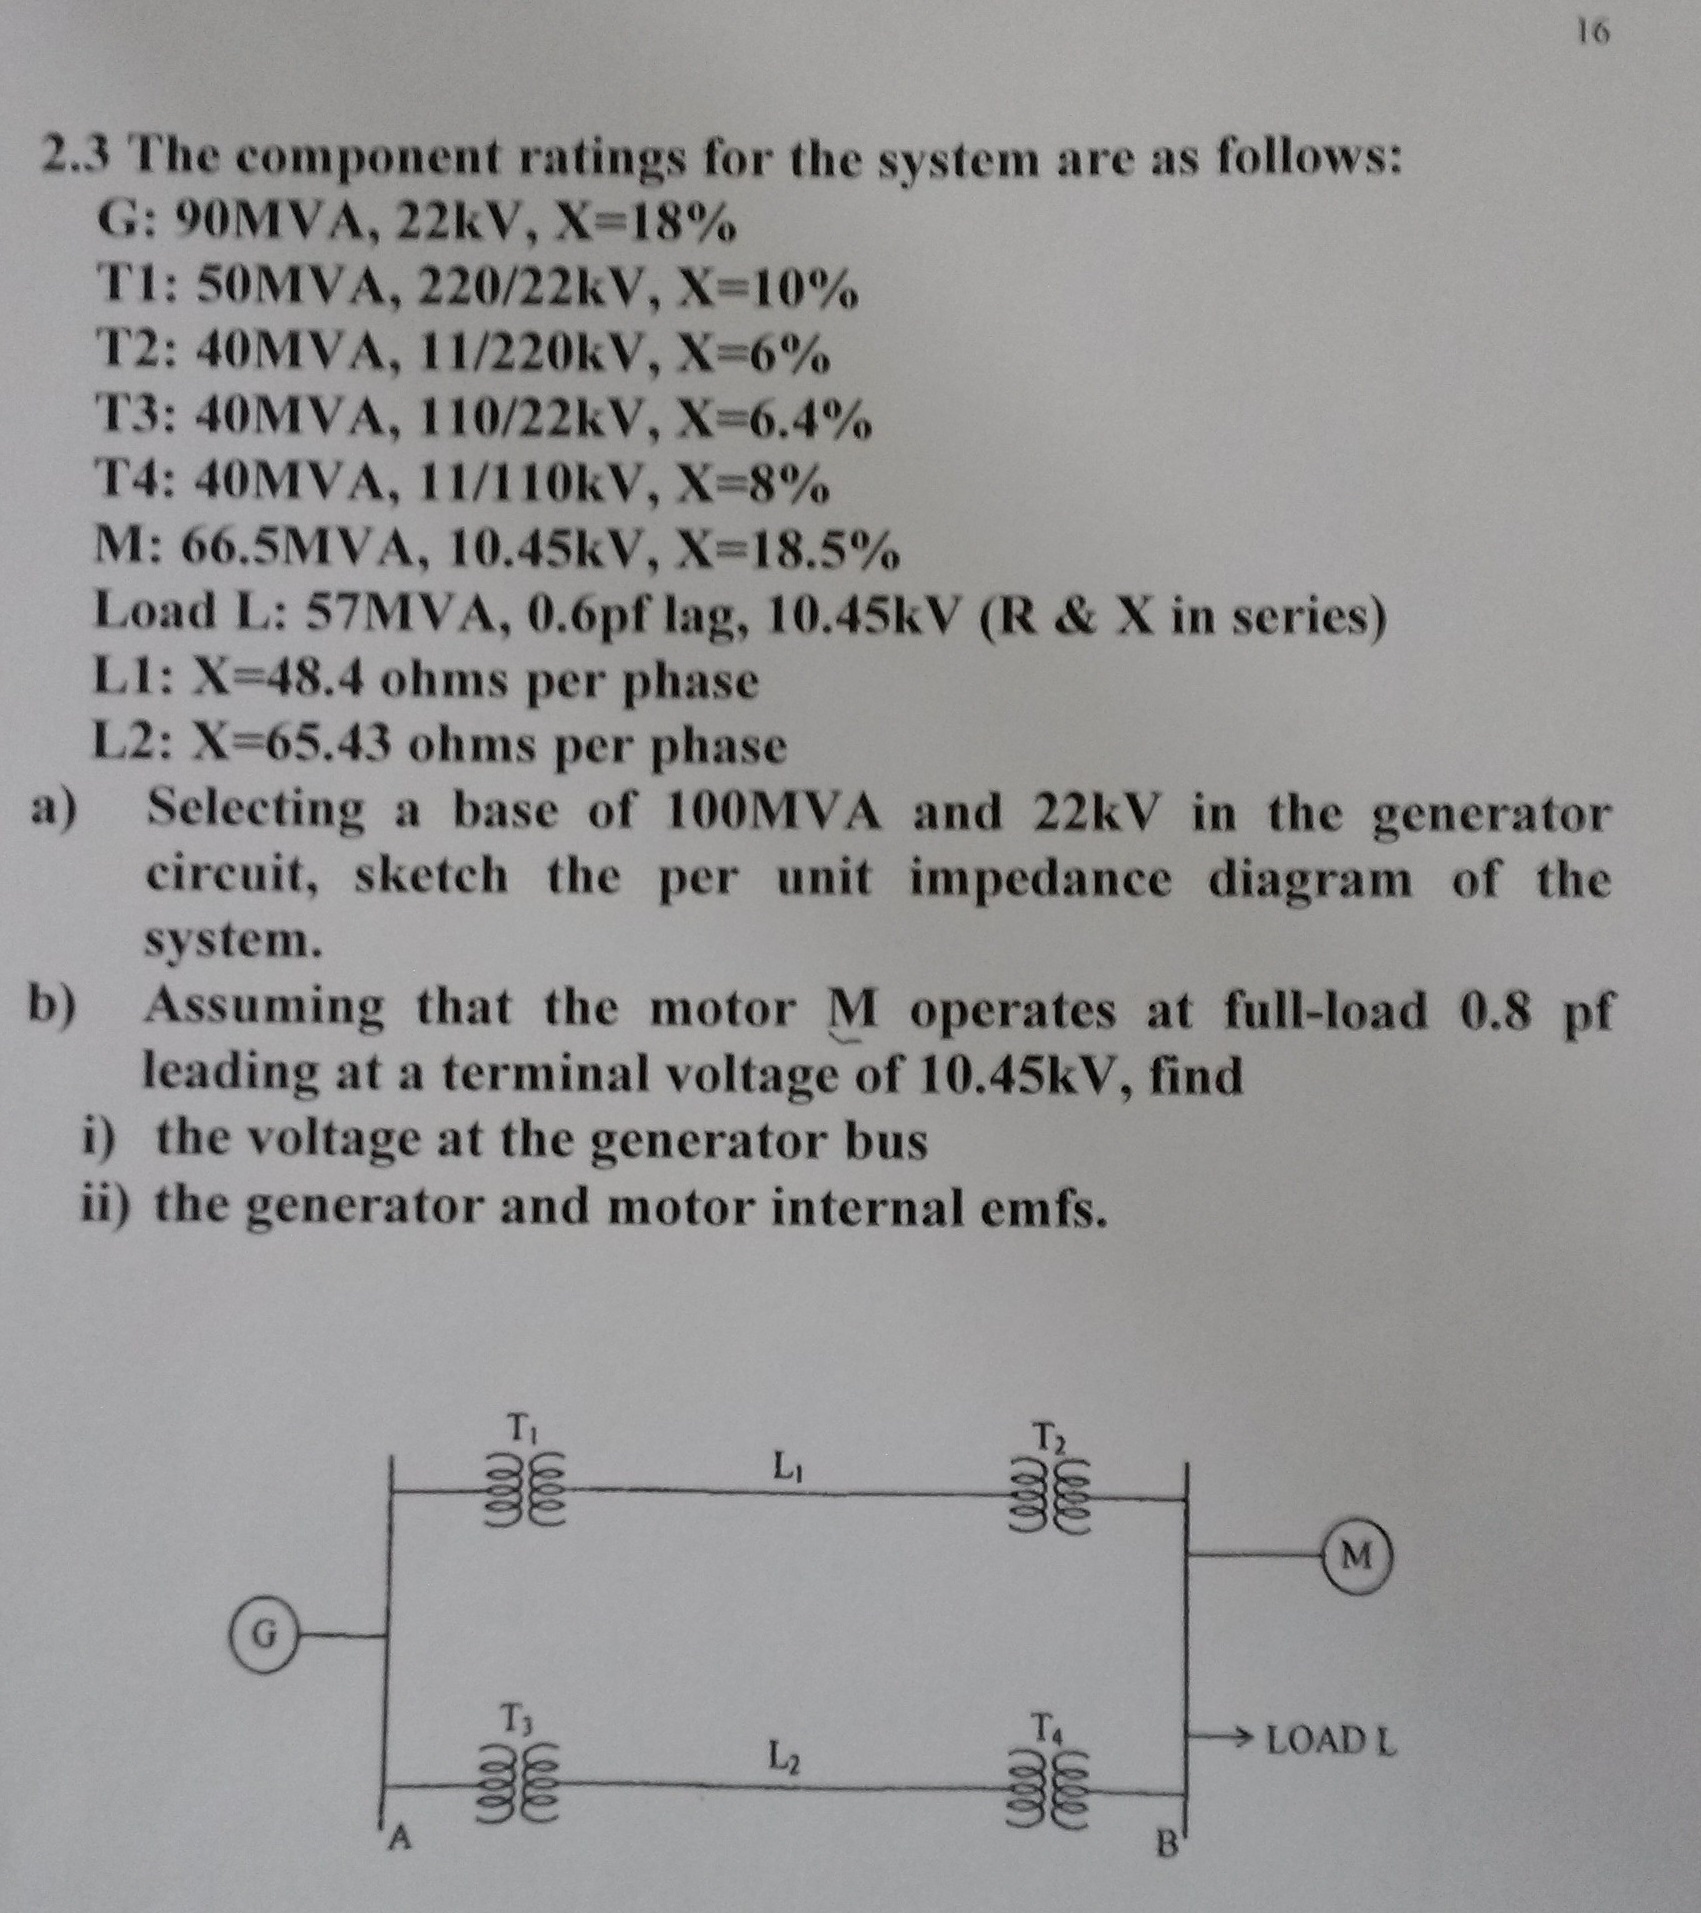 16
2.3 The component ratings for the system are as follows:
G: 90MVA, 22kV, X=18%
T1: 50MVA, 220/22kV, X=10%
T2: 40MVA, 11/220kV, X=6%
T3: 40MVA, 110/22kV, X=6.4%
T4: 40MVA, 11/110kV, X=8%
M: 66.5MVA, 10.45kV, X=18.5%
Load L: 57MVA, 0.6pf lag, 10.45kV (R & X in series)
L1: X=48.4 ohms per phase
L2: X=65.43 ohms per phase
a) Selecting a base of 100MVA and 22kV in the generator
circuit, sketch the per unit impedance diagram of the
system.
b) Assuming that the motor M operates at full-load 0.8 pf
leading at a terminal voltage of 10.45kV, find
i) the voltage at the generator bus
ii) the generator and motor internal emfs.
T1
T2
L1
M
G
T3
T4
L2
LOAD L
A
B